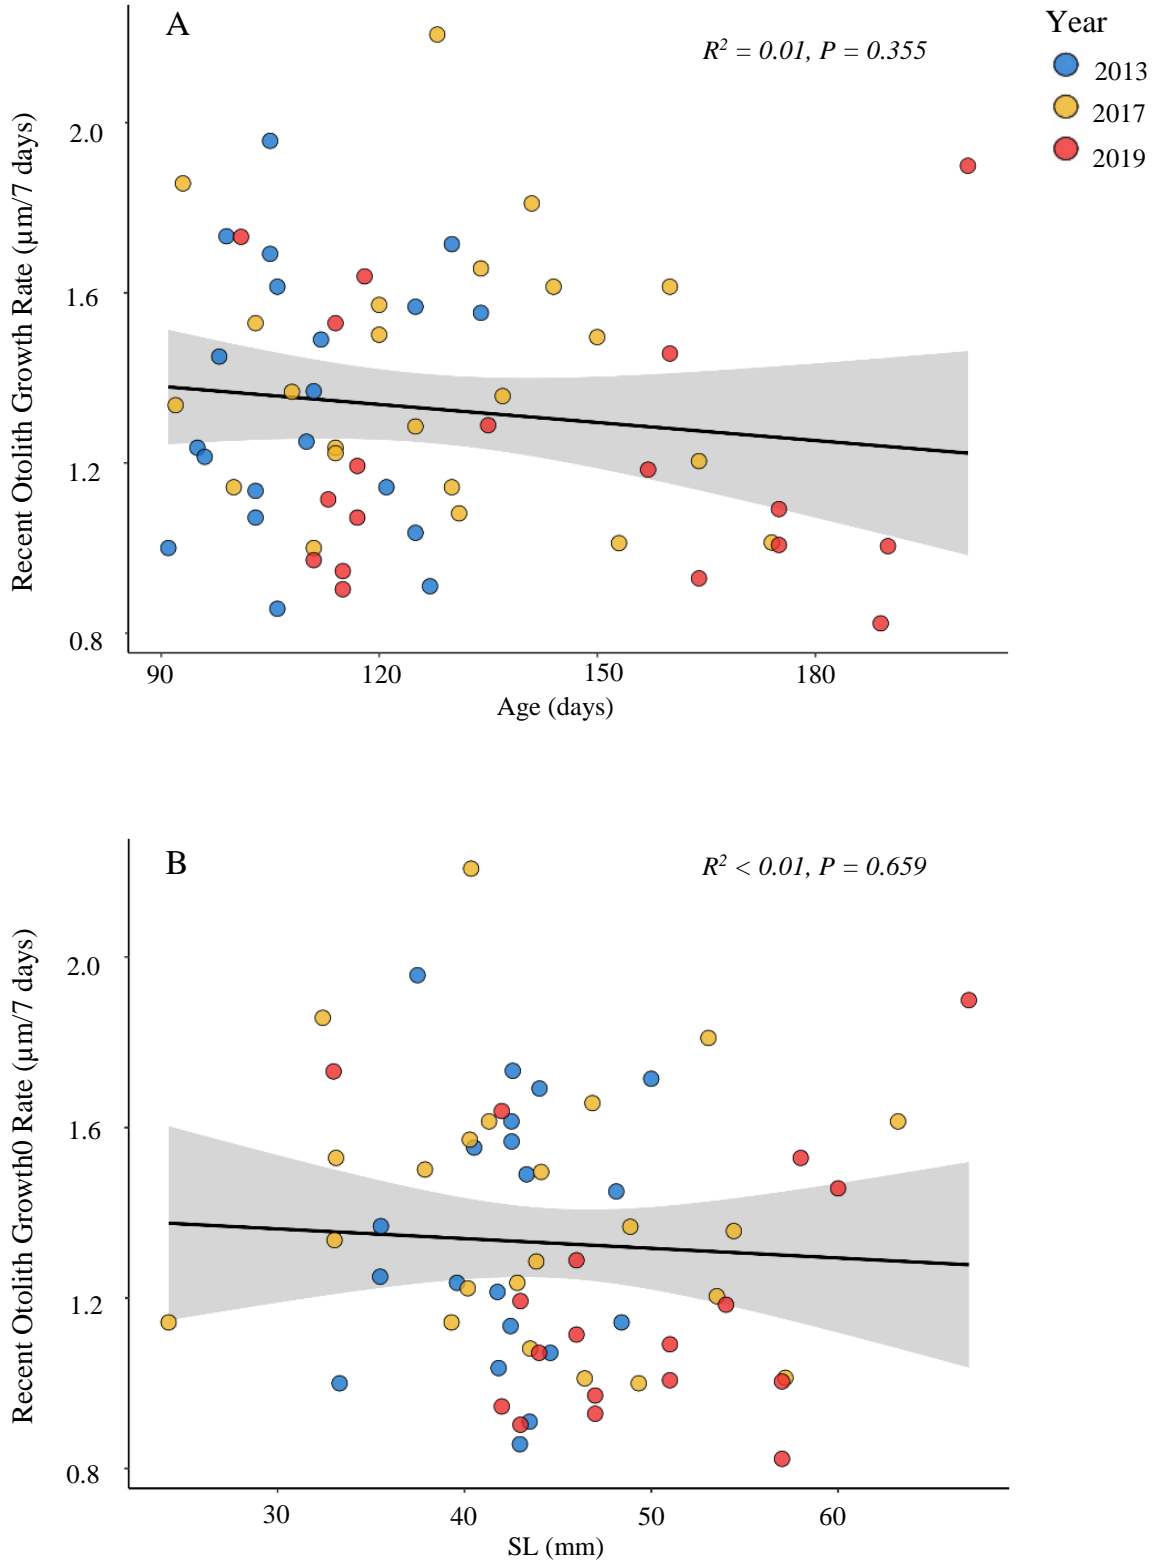 A
R² = 0.01, P = 0.355
Year
2013
2017
2019
Recent Otolith Growth Rate (µm/7 days)
2.0
1.6
1.2
0.8
90
120
150
180
Age (days)
B
R² < 0.01, P = 0.659
Recent Otolith Growth0 Rate (µm/7 days)
2.0
1.6
1.2
0.8
30
40
50
60
SL (mm)